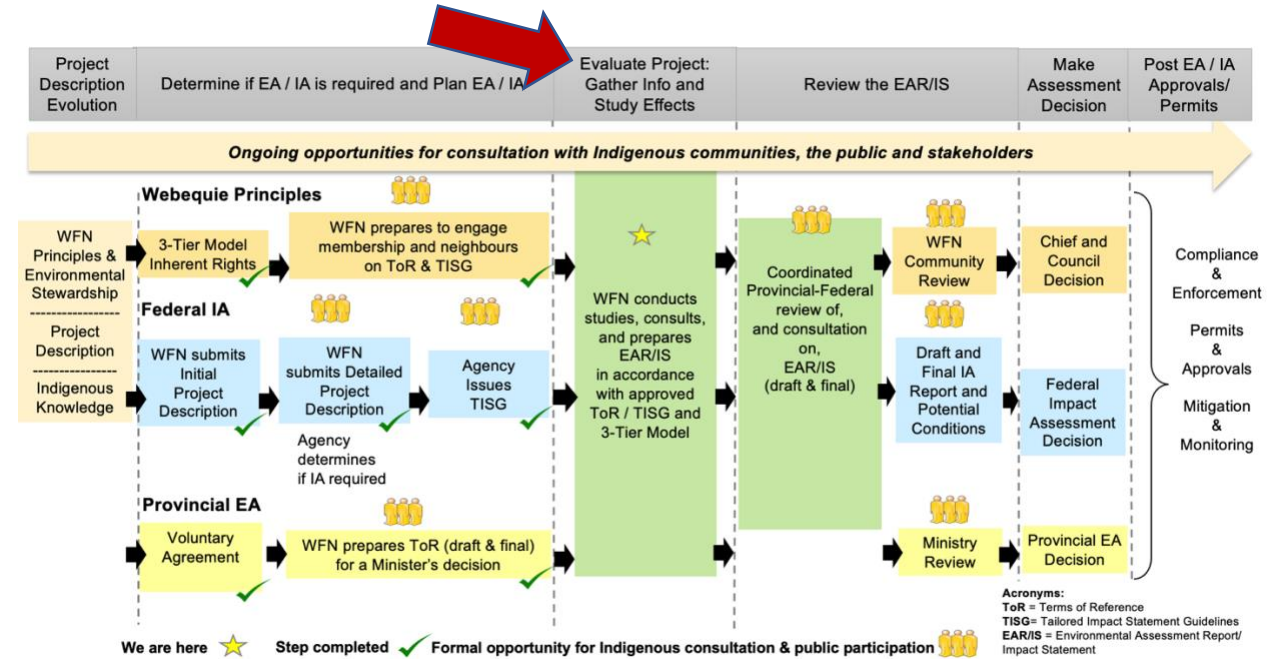 Project
Description
Evolution
Determine if EA / IA is required and Plan EA / IA
Evaluate Project:
Gather Info and
Study Effects
Review the EAR/IS
Make
Assessment
Decision
Post EA / IA
Approvals/
Permits
Ongoing opportunities for consultation with Indigenous communities, the public and stakeholders
WFN
Principles &
Environmental
Stewardship
-----------------
Project
Description
----------------
Indigenous
Knowledge
Webequie Principles
3-Tier Model
Inherent Rights
WFN prepares to engage
membership and neighbours
on ToR & TISG
Federal IA
WFN submits
Initial
Project
Description
WFN
submits Detailed
Project
Description
Agency
determines
if IA required
Agency
Issues
TISG
Provincial EA
Voluntary
Agreement
WFN prepares ToR (draft & final)
for a Minister's decision
WFN conducts
studies, consults,
and prepares
EAR/IS
in accordance
with approved
ToR / TISG and
3-Tier Model
Coordinated
Provincial-Federal
review of,
and consultation
on,
EAR/IS
(draft & final)
WFN
Community
Review
Draft and
Final IA
Report and
Potential
Conditions
Ministry
Review
Chief and
Council
Decision
Federal
Impact
Assessment
Decision
Provincial EA
Decision
Compliance
&
Enforcement
Permits
&
Approvals
Mitigation
&
Monitoring
Acronyms:
ToR = Terms of Reference
TISG= Tailored Impact Statement Guidelines
EAR/IS = Environmental Assessment Report/
Impact Statement
We are here
Step completed
Formal opportunity for Indigenous consultation & public participation